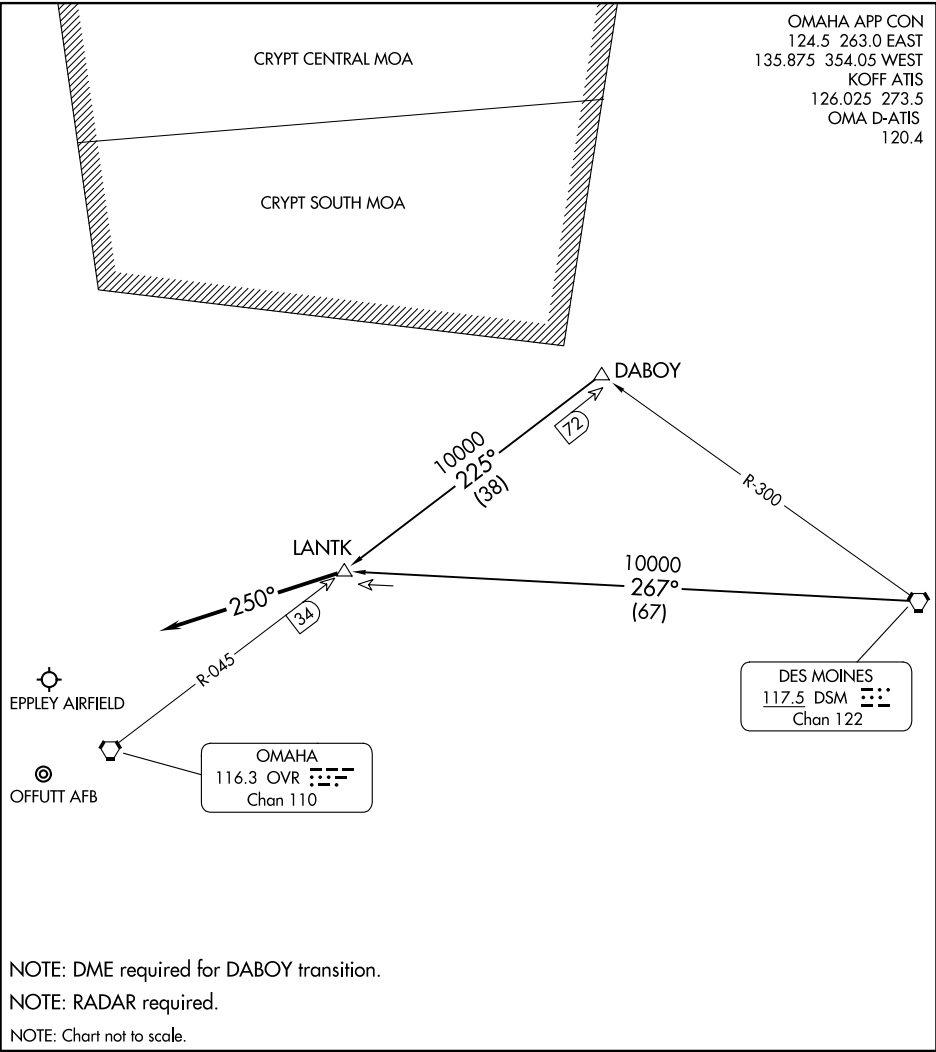 OMAHA APP CON
124.5 263.0 EAST
135.875 354.05 WEST
KOFF ATIS
126.025 273.5
OMA D-ATIS
120.4
CRYPT CENTRAL MOA
CRYPT SOUTH MOA
DABOY
72
10000
225°
(38)
R-300
LANTK
10000
267°
(67)
250°
34
R-045
EPPLEY AIRFIELD
DES MOINES
117.5 DSM
Chan 122
OMAHA
116.3 OVR
Chan 110
OFFUTT AFB
NOTE: DME required for DABOY transition.
NOTE: RADAR required.
NOTE: Chart not to scale.